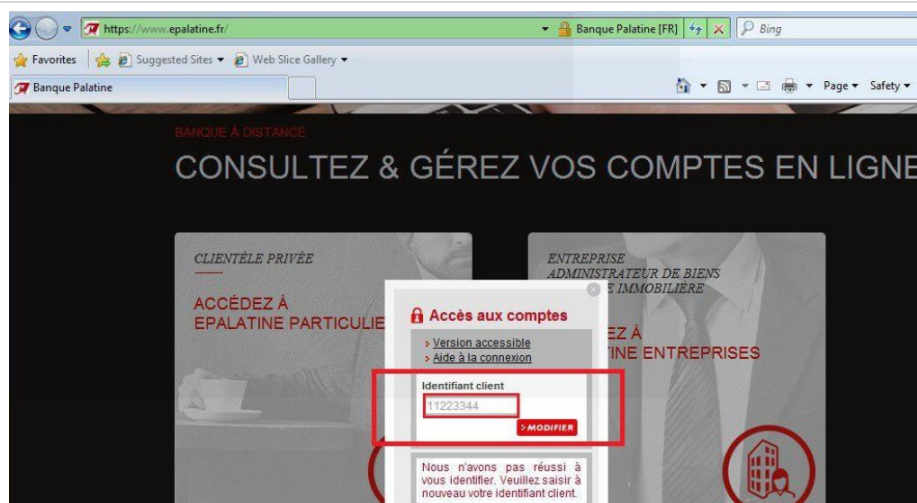 https://www.epalatine.fr/
Banque Palatine [FR]
Bing
Favorites
Suggested Sites
Web Slice Gallery
Banque Palatine
Page
Safety
BANQUE À DISTANCE
CONSULTEZ & GÉREZ VOS COMPTES EN LIGNE
CLIENTÈLE PRIVÉE
ACCÉDEZ À
EPALATINE PARTICULIE
ENTREPRISE
ADMINISTRATEUR DE BIENS
E IMMOBILIÈRE
EZ À
TINE ENTREPRISES
Accès aux comptes
Version accessible
Aide à la connexion
Identifiant client
11223344
MODIFIER
Nous n'avons pas réussi à
vous identifier. Veuillez saisir à
nouveau votre identifiant client.